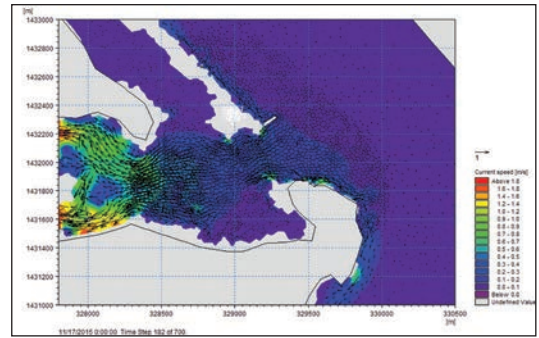 [m]
1433000
1432800
1432600
1432400
1432200
1432000
1431800
1431600
1431400
1431200
1431000
328000
328500
329000
329500
330000
330500
[m]
11/17/2015 0:00:00 Time Step 182 of 700.
1
Current speed [m/s]
Above 1.8
1.6 - 1.8
1.4 - 1.6
1.2 - 1.4
1.0 - 1.2
0.9 - 1.0
0.8 - 0.9
0.7 - 0.8
0.6 - 0.7
0.5 - 0.6
0.4 - 0.5
0.3 - 0.4
0.2 - 0.3
0.1 - 0.2
0.0 - 0.1
Below 0.0
Undefined Value